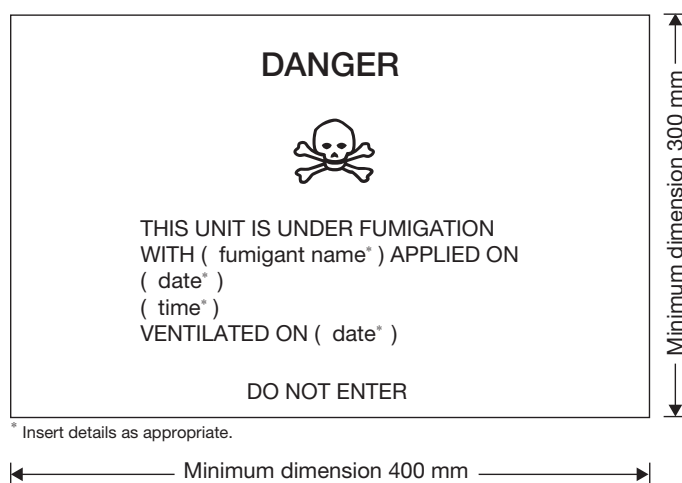 DANGER
THIS UNIT IS UNDER FUMIGATION
WITH ( fumigant name* ) APPLIED ON
( date* )
( time* )
VENTILATED ON ( date* )
DO NOT ENTER
* Insert details as appropriate.
Minimum dimension 400 mm
Minimum dimension 300 mm